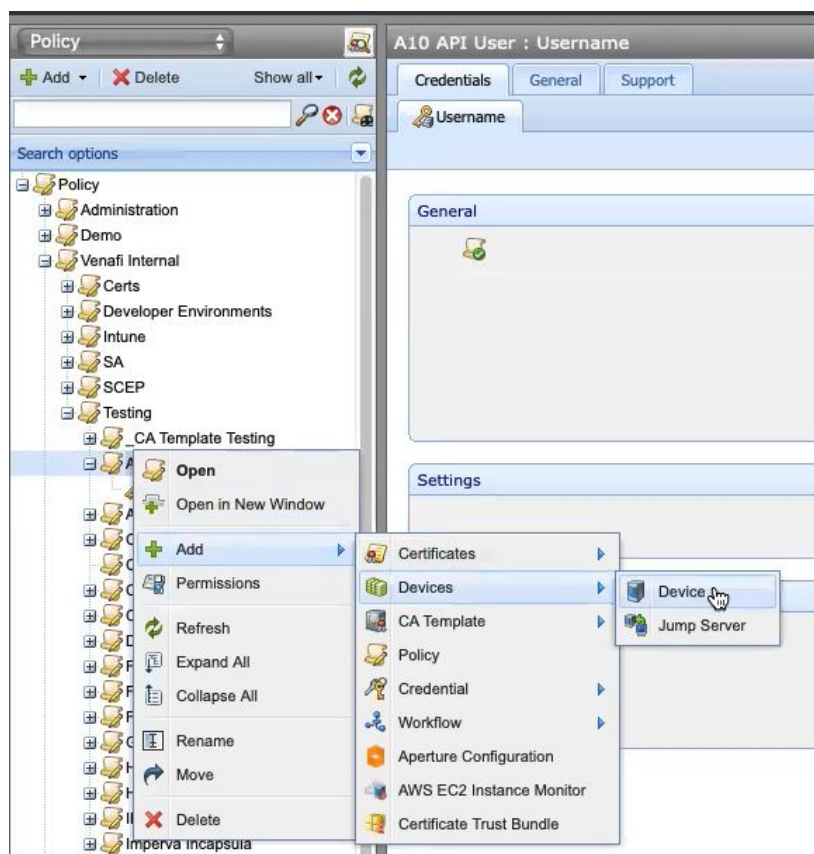 Policy
A10 API User : Username
Add
Delete
Show all
Credentials
General
Support
Username
Search options
Policy
Administration
Demo
Venafi Internal
Certs
Developer Environments
Intune
SA
SCEP
Testing
_CA Template Testing
General
Settings
Open
Open in New Window
Add
Permissions
Refresh
Expand All
Collapse All
Rename
Move
Delete
Certificates
Devices
CA Template
Policy
Credential
Workflow
Aperture Configuration
AWS EC2 Instance Monitor
Certificate Trust Bundle
Device
Jump Server
Imperva Incapsula